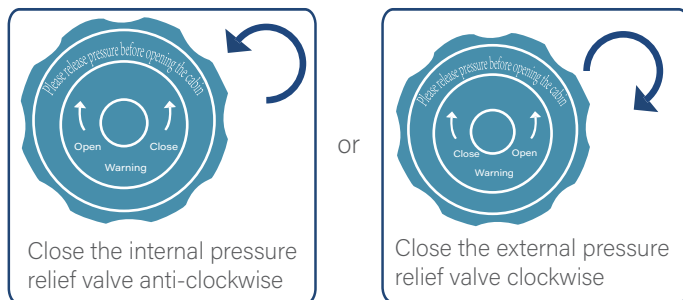 Please release pressure before opening the cabin
Open
Close
Warning
Close the internal pressure
relief valve anti-clockwise
or
Please release pressure before opening the cabin
Close
Open
Warning
Close the external pressure
relief valve clockwise